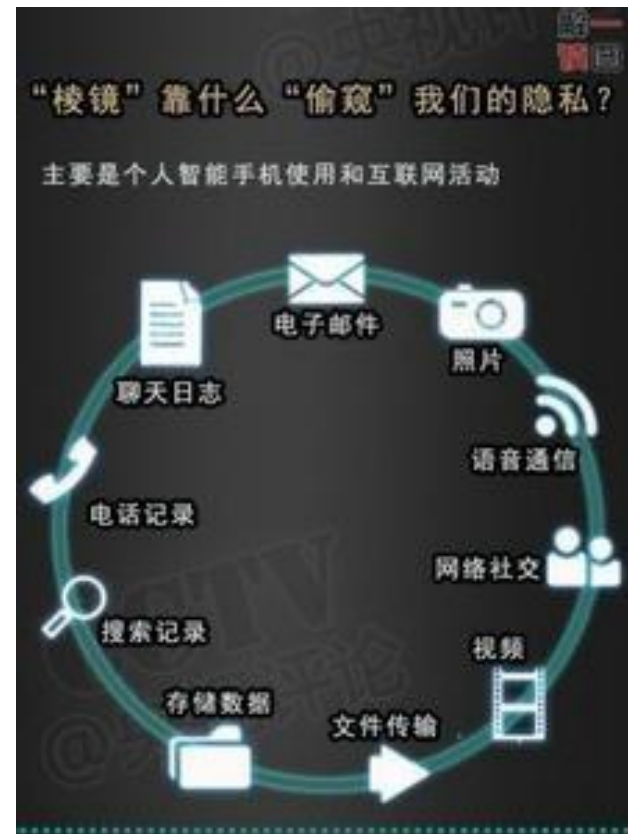 “棱镜”靠什么“偷窥”我们的隐私?
主要是个人智能手机使用和互联网活动
电子邮件
照片
聊天日志
语音通信
电话记录
网络社交
搜索记录
视频
存储数据
文件传输